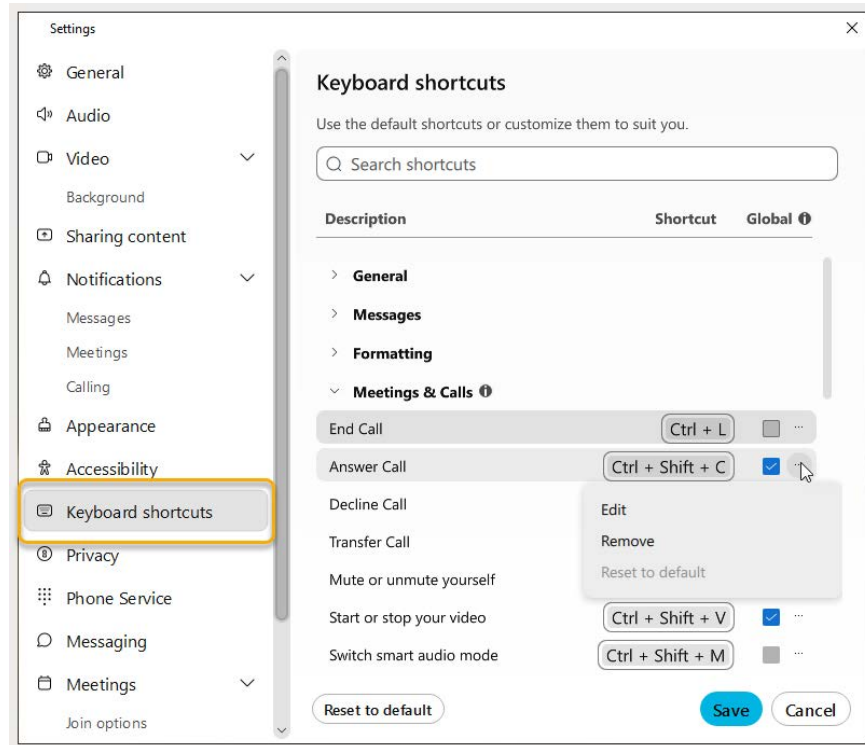 Settings
General
Audio
Video
Background
Sharing content
Notifications
Messages
Meetings
Calling
Appearance
Accessibility
Keyboard shortcuts
Privacy
Phone Service
Messaging
Meetings
Join options
Keyboard shortcuts
Use the default shortcuts or customize them to suit you.
Search shortcuts
Description Shortcut Global
General
Messages
Formatting
Meetings & Calls
End Call Ctrl + L
Answer Call Ctrl + Shift + C
Decline Call
Transfer Call
Mute or unmute yourself
Edit
Remove
Reset to default
Start or stop your video Ctrl + Shift + V
Switch smart audio mode Ctrl + Shift + M
Reset to default Save Cancel